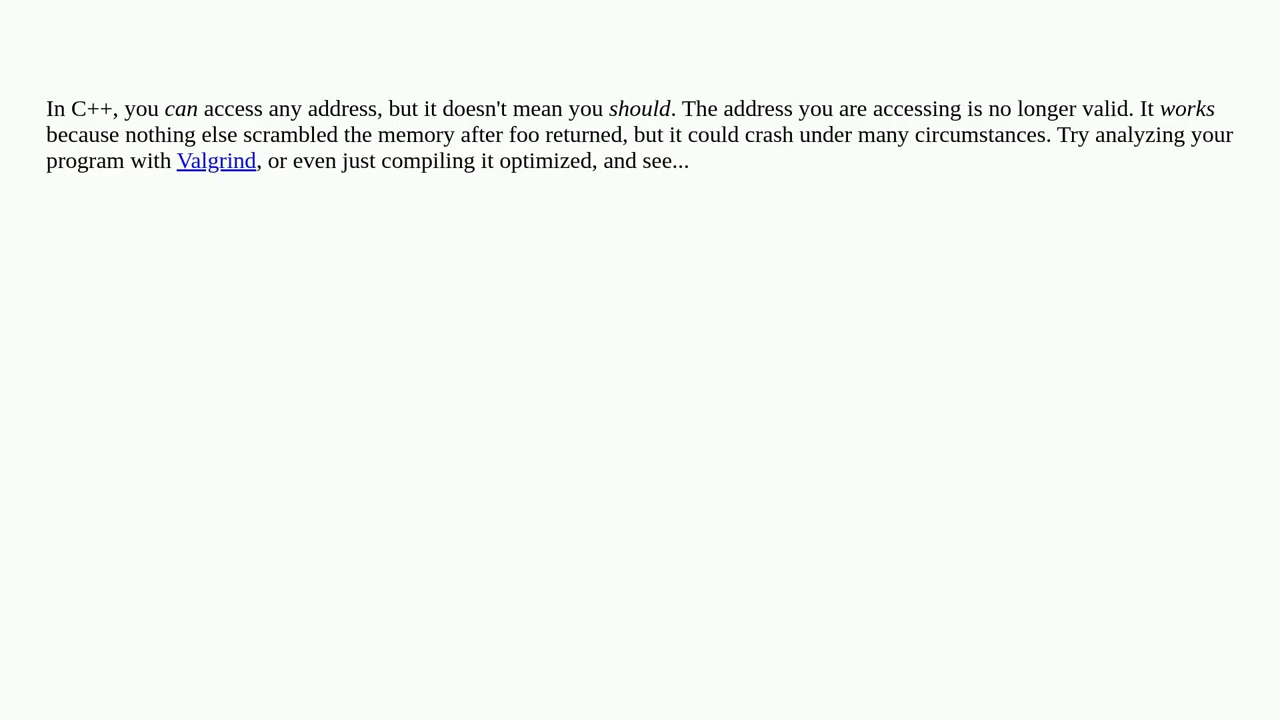 In C++, you can access any address, but it doesn't mean you should. The address you are accessing is no longer valid. It works
because nothing else scrambled the memory after foo returned, but it could crash under many circumstances. Try analyzing your
program with Valgrind, or even just compiling it optimized, and see...